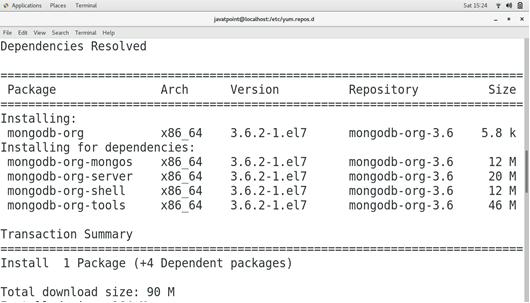 Applications Places Terminal Sat 15:24
javatpoint@localhost:/etc/yum.repos.d
File Edit View Search Terminal Help
Dependencies Resolved
================================================================================
Package Arch Version Repository Size
================================================================================
Installing:
mongodb-org x86_64 3.6.2-1.el7 mongodb-org-3.6 5.8 k
Installing for dependencies:
mongodb-org-mongos x86_64 3.6.2-1.el7 mongodb-org-3.6 12 M
mongodb-org-server x86_64 3.6.2-1.el7 mongodb-org-3.6 20 M
mongodb-org-shell x86_64 3.6.2-1.el7 mongodb-org-3.6 12 M
mongodb-org-tools x86_64 3.6.2-1.el7 mongodb-org-3.6 46 M
Transaction Summary
================================================================================
Install 1 Package (+4 Dependent packages)
Total download size: 90 M